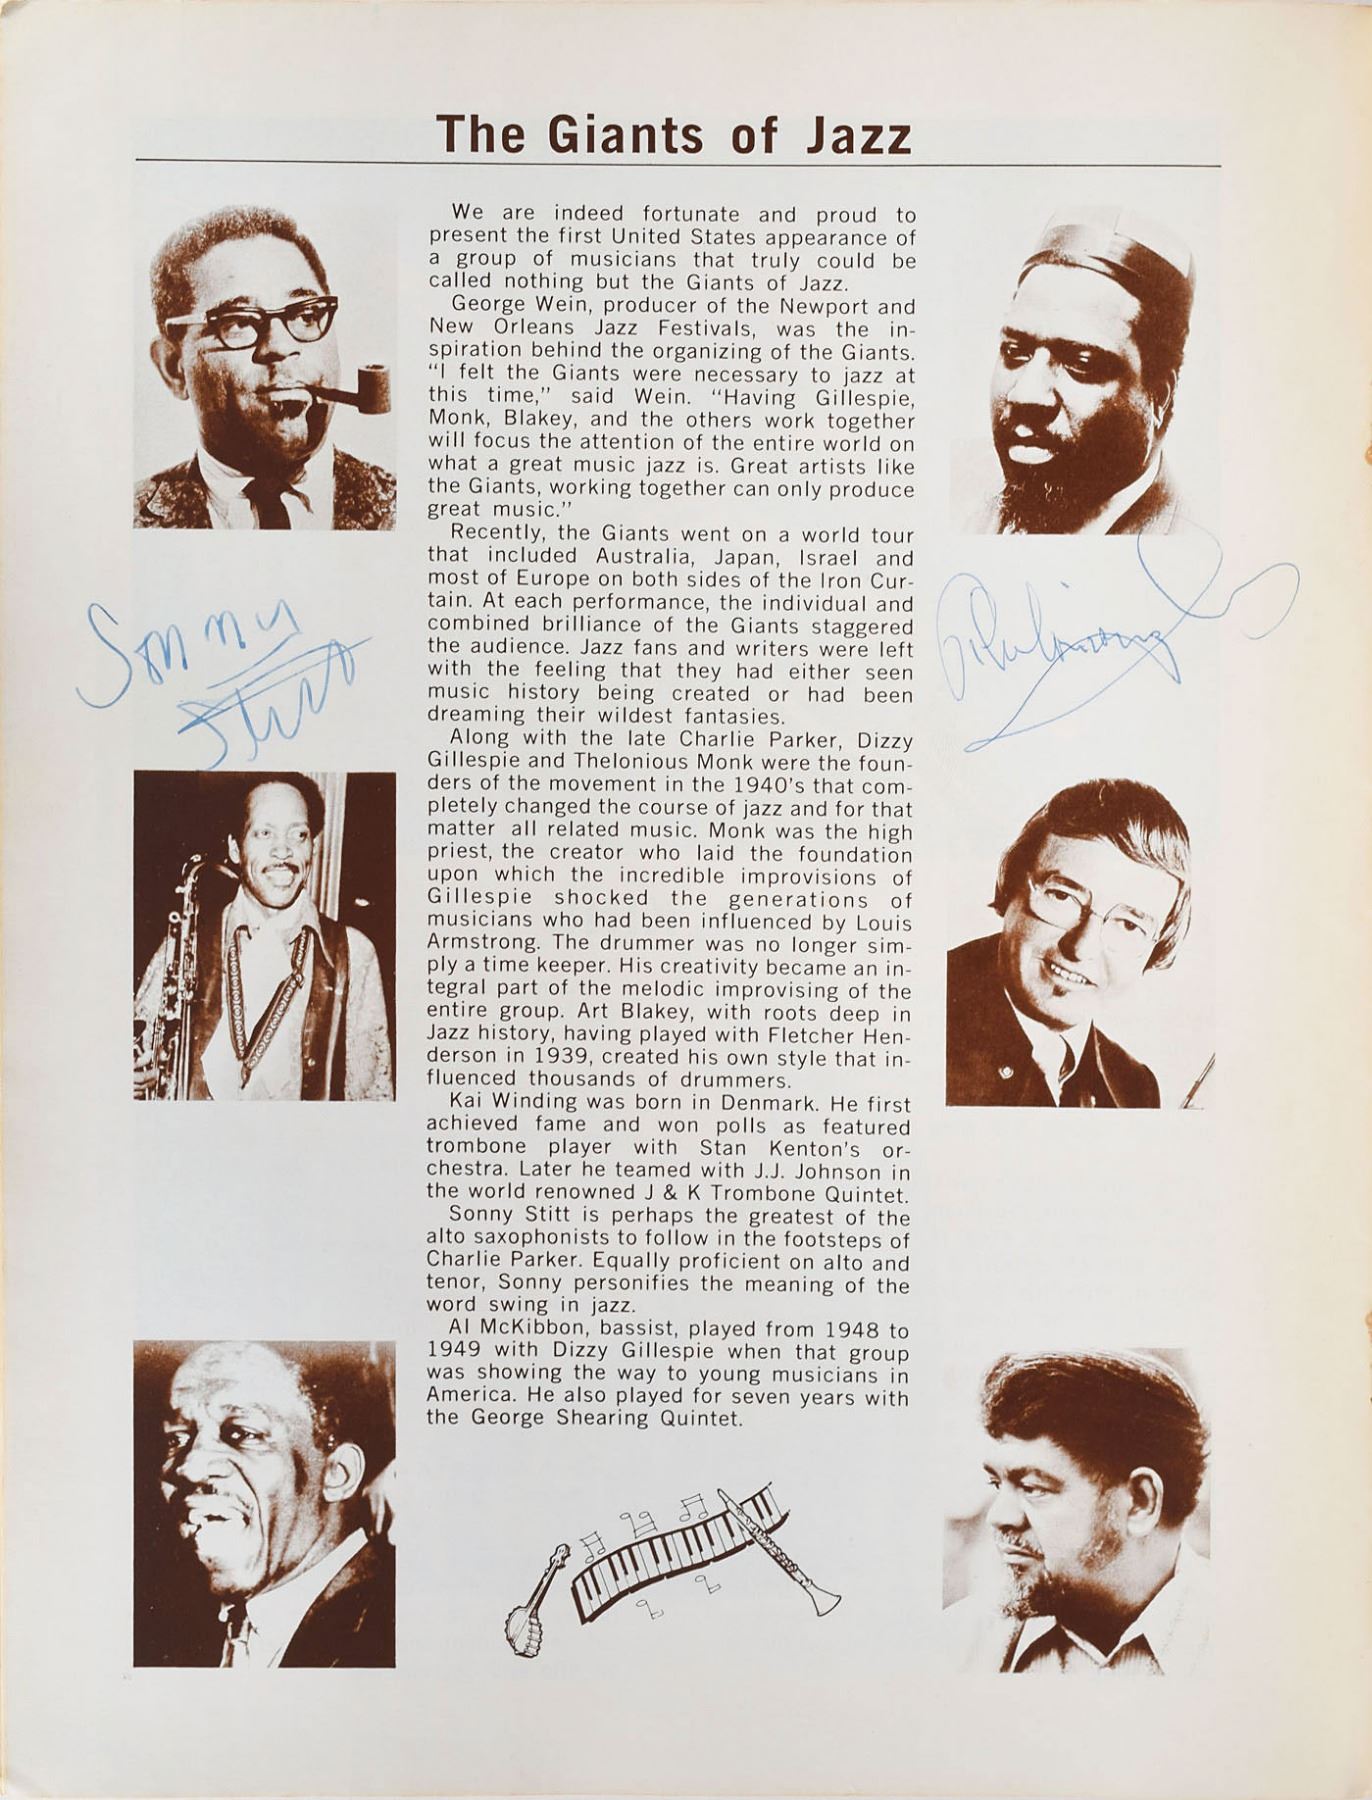 The Giants of Jazz
We are indeed fortunate and proud to
present the first United States appearance of
a group of musicians that truly could be
called nothing but the Giants of Jazz.
George Wein, producer of the Newport and
New Orleans Jazz Festivals, was the in-
spiration behind the organizing of the Giants.
“I felt the Giants were necessary to jazz at
this time,” said Wein. “Having Gillespie,
Monk, Blakey, and the others work together
will focus the attention of the entire world on
what a great music jazz is. Great artists like
the Giants, working together can only produce
great music.”
Recently, the Giants went on a world tour
that included Australia, Japan, Israel and
most of Europe on both sides of the Iron Cur-
tain. At each performance, the individual and
combined brilliance of the Giants staggered
the audience. Jazz fans and writers were left
with the feeling that they had either seen
music history being created or had been
dreaming their wildest fantasies.
Along with the late Charlie Parker, Dizzy
Gillespie and Thelonious Monk were the foun-
ders of the movement in the 1940's that com-
pletely changed the course of jazz and for that
matter all related music. Monk was the high
priest, the creator who laid the foundation
upon which the incredible improvisions of
Gillespie shocked the generations of
musicians who had been influenced by Louis
Armstrong. The drummer was no longer sim-
ply a time keeper. His creativity became an in-
tegral part of the melodic improvising of the
entire group. Art Blakey, with roots deep in
Jazz history, having played with Fletcher Hen-
derson in 1939, created his own style that in-
fluenced thousands of drummers.
Kai Winding was born in Denmark. He first
achieved fame and won polls as featured
trombone player with Stan Kenton's or-
chestra. Later he teamed with J.J. Johnson in
the world renowned J & K Trombone Quintet.
Sonny Stitt is perhaps the greatest of the
alto saxophonists to follow in the footsteps of
Charlie Parker. Equally proficient on alto and
tenor, Sonny personifies the meaning of the
word swing in jazz.
Al McKibbon, bassist, played from 1948 to
1949 with Dizzy Gillespie when that group
was showing the way to young musicians in
America. He also played for seven years with
the George Shearing Quintet.
Sonny
Stitt